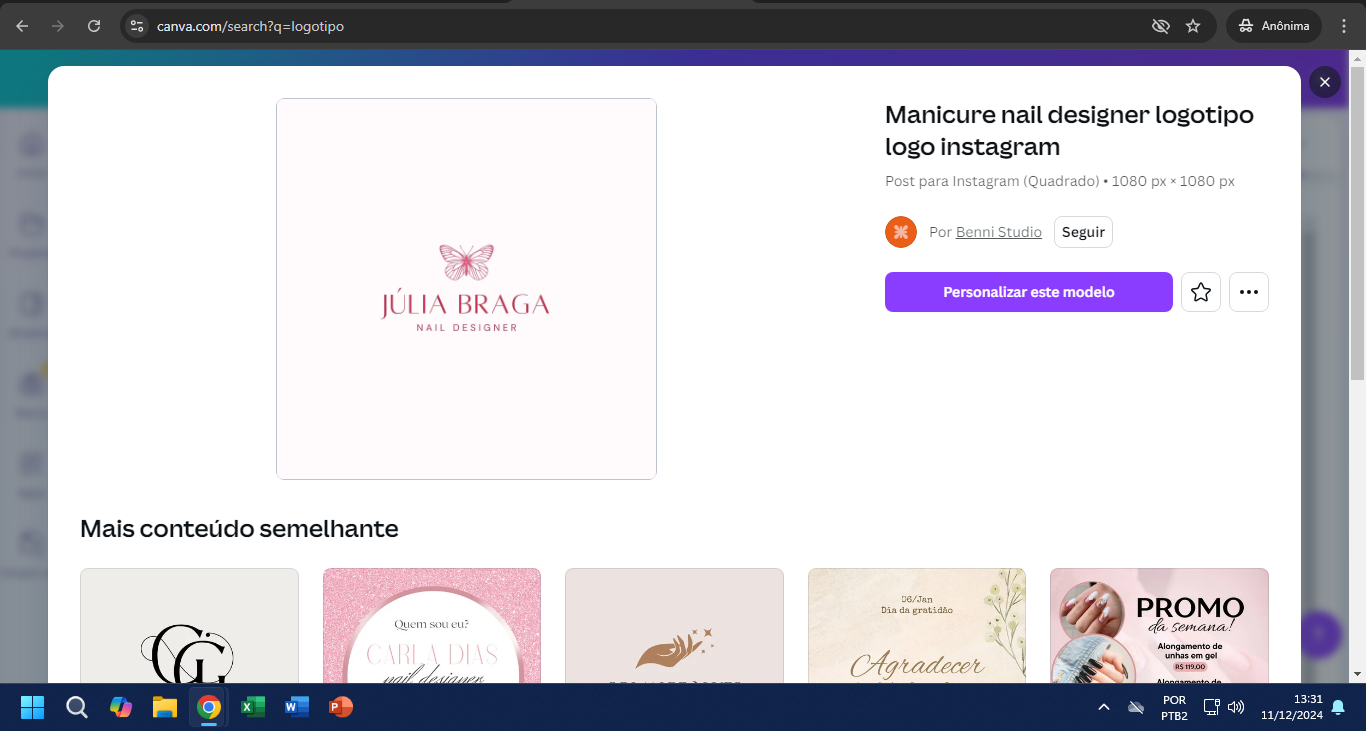 canva.com/search?q=logotipo
Anônima
Manicure nail designer logotipo
logo instagram
Post para Instagram (Quadrado) • 1080 px × 1080 px
Por Benni Studio
Seguir
Personalizar este modelo
JÚLIA BRAGA
NAIL DESIGNER
Mais conteúdo semelhante
Quem sou eu?
CARLA DIAS
nail designer
06/Jan
Dia da gratidão
Agradecer
PROMO
da semana!
Alongamento de
unhas em gel
R$ 119,00
Alongamento de
POR
PTB2
13:31
11/12/2024